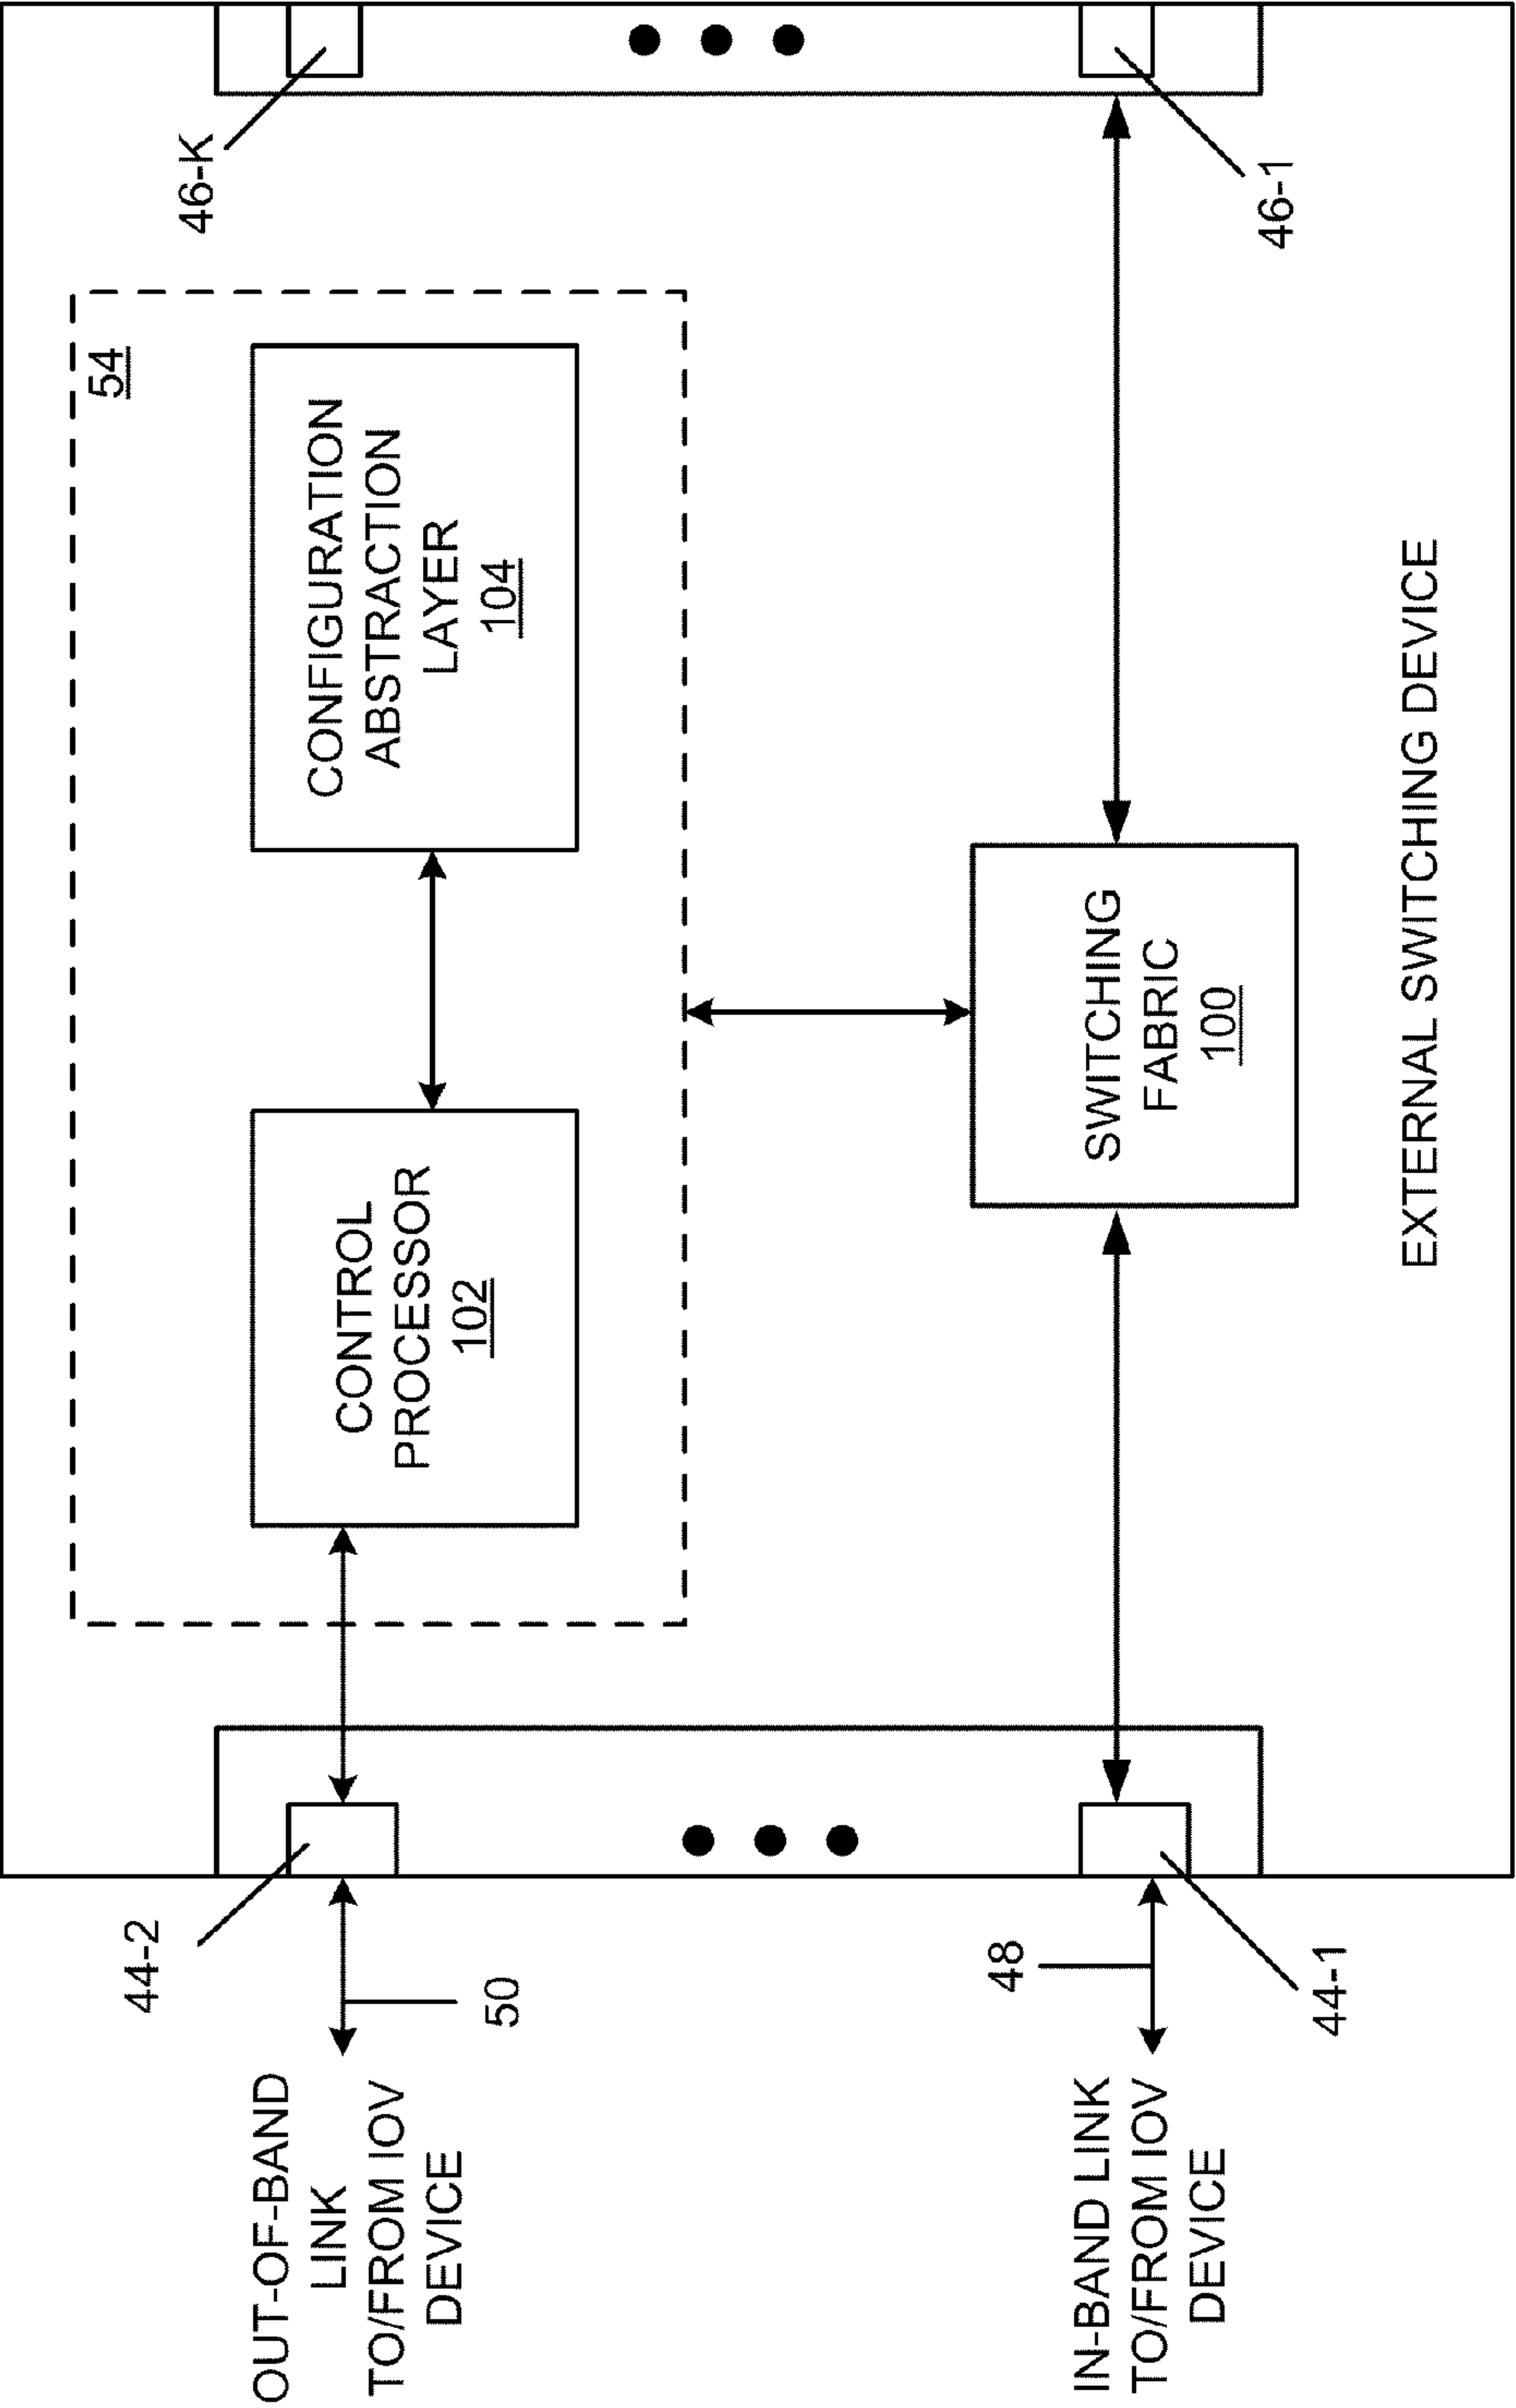 OUT-OF-BAND
LINK
TO/FROM IOV
DEVICE
50
44-2
CONTROL
PROCESSOR
102
CONFIGURATION
ABSTRACTION
LAYER
104
54
46-K
IN-BAND LINK
TO/FROM IOV
DEVICE
48
44-1
SWITCHING
FABRIC
100
46-1
EXTERNAL SWITCHING DEVICE